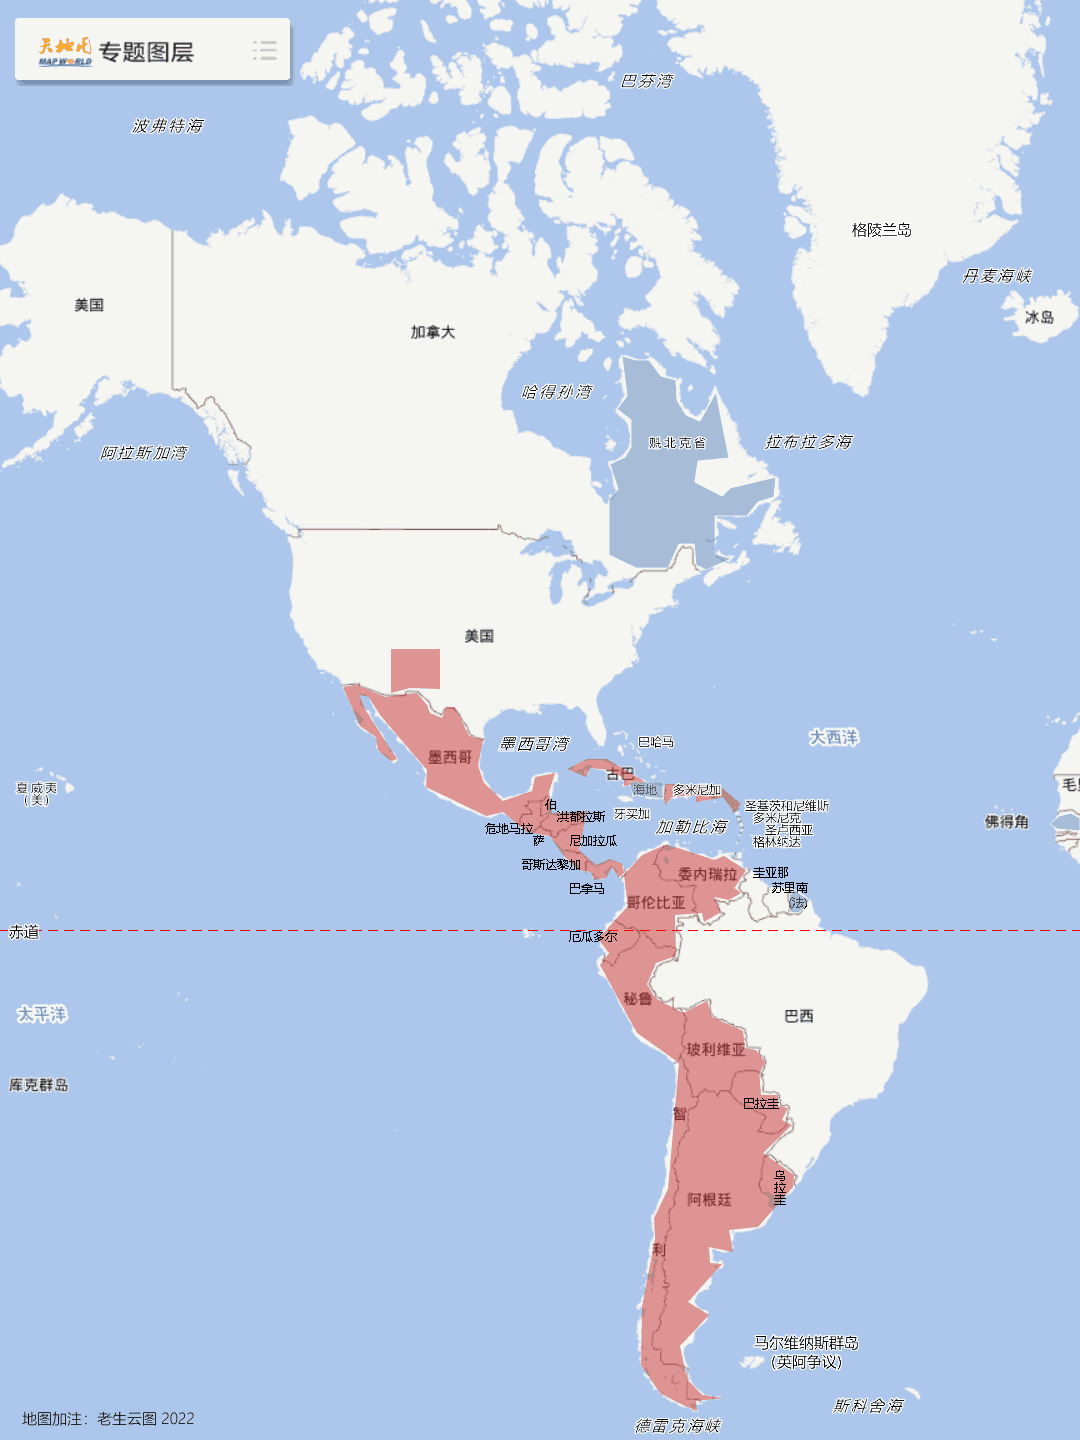 天地图
MAP WORLD
专题图层
巴芬湾
波弗特海
格陵兰岛
丹麦海峡
美国
冰岛
加拿大
哈得孙湾
魁北克省
拉布拉多海
阿拉斯加湾
美国
大西洋
墨西哥湾
巴哈马
墨西哥
古巴
夏威夷
(美)
海地
多米尼加
毛
伯
圣基茨和尼维斯
洪都拉斯
牙买加
多米尼克
佛得角
危地马拉
加勒比海
圣卢西亚
萨
尼加拉瓜
格林纳达
哥斯达黎加
委内瑞拉
圭亚那
巴拿马
苏里南
哥伦比亚
(法)
赤道
厄瓜多尔
秘鲁
太平洋
巴西
玻利维亚
库克群岛
巴拉圭
智
乌拉圭
阿根廷
利
马尔维纳斯群岛
(英阿争议)
斯科舍海
地图加注：老生云图 2022
德雷克海峡